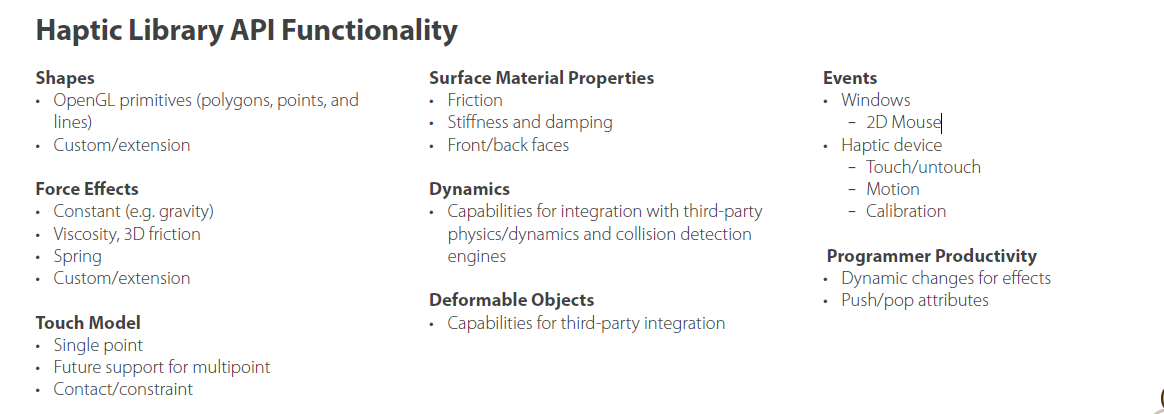 Haptic Library API Functionality
Shapes
• OpenGL primitives (polygons, points, and
lines)
• Custom/extension
Force Effects
• Constant (e.g. gravity)
• Viscosity, 3D friction
• Spring
• Custom/extension
Touch Model
• Single point
• Future support for multipoint
• Contact/constraint
Surface Material Properties
• Friction
• Stiffness and damping
• Front/back faces
Dynamics
• Capabilities for integration with third-party
physics/dynamics and collision detection
engines
Deformable Objects
• Capabilities for third-party integration
Events
• Windows
– 2D Mouse
• Haptic device
– Touch/untouch
– Motion
– Calibration
Programmer Productivity
• Dynamic changes for effects
• Push/pop attributes